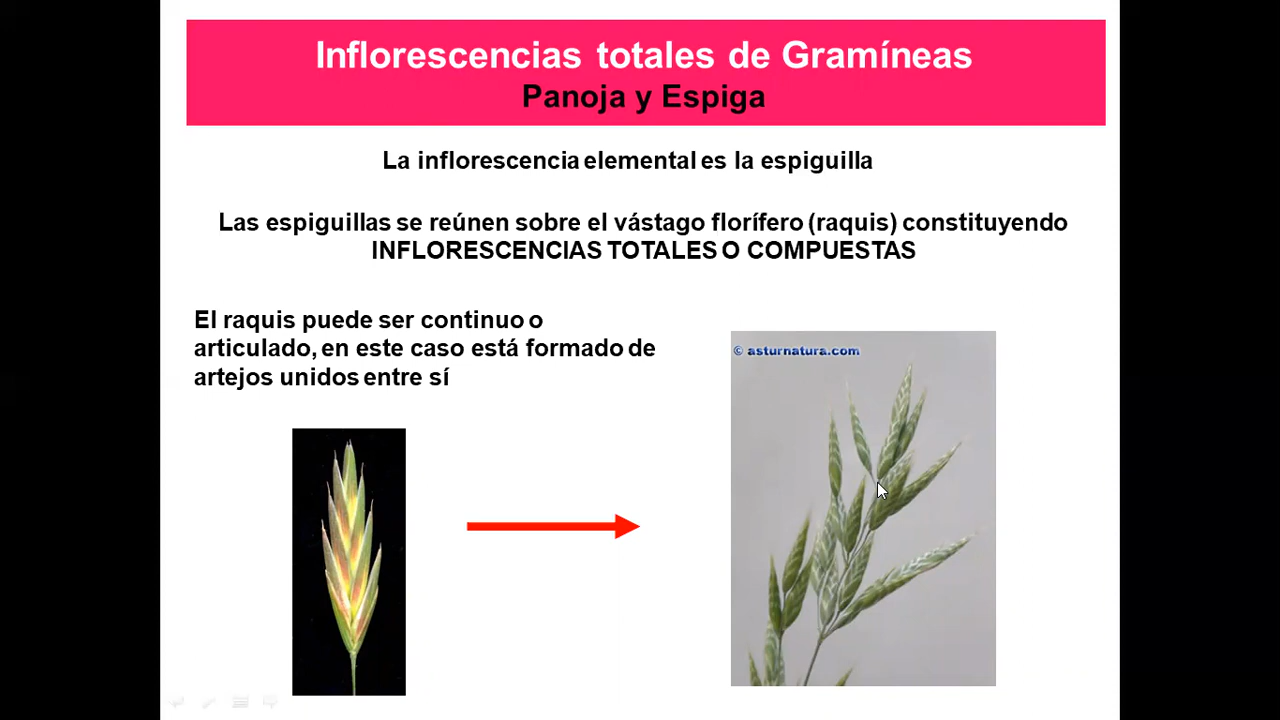 Inflorescencias totales de Gramíneas
Panoja y Espiga
La inflorescencia elemental es la espiguilla
Las espiguillas se reúnen sobre el vástago florífero (raquis) constituyendo
INFLORESCENCIAS TOTALES O COMPUESTAS
El raquis puede ser continuo o
articulado, en este caso está formado de
artejos unidos entre sí
© asturnatura.com